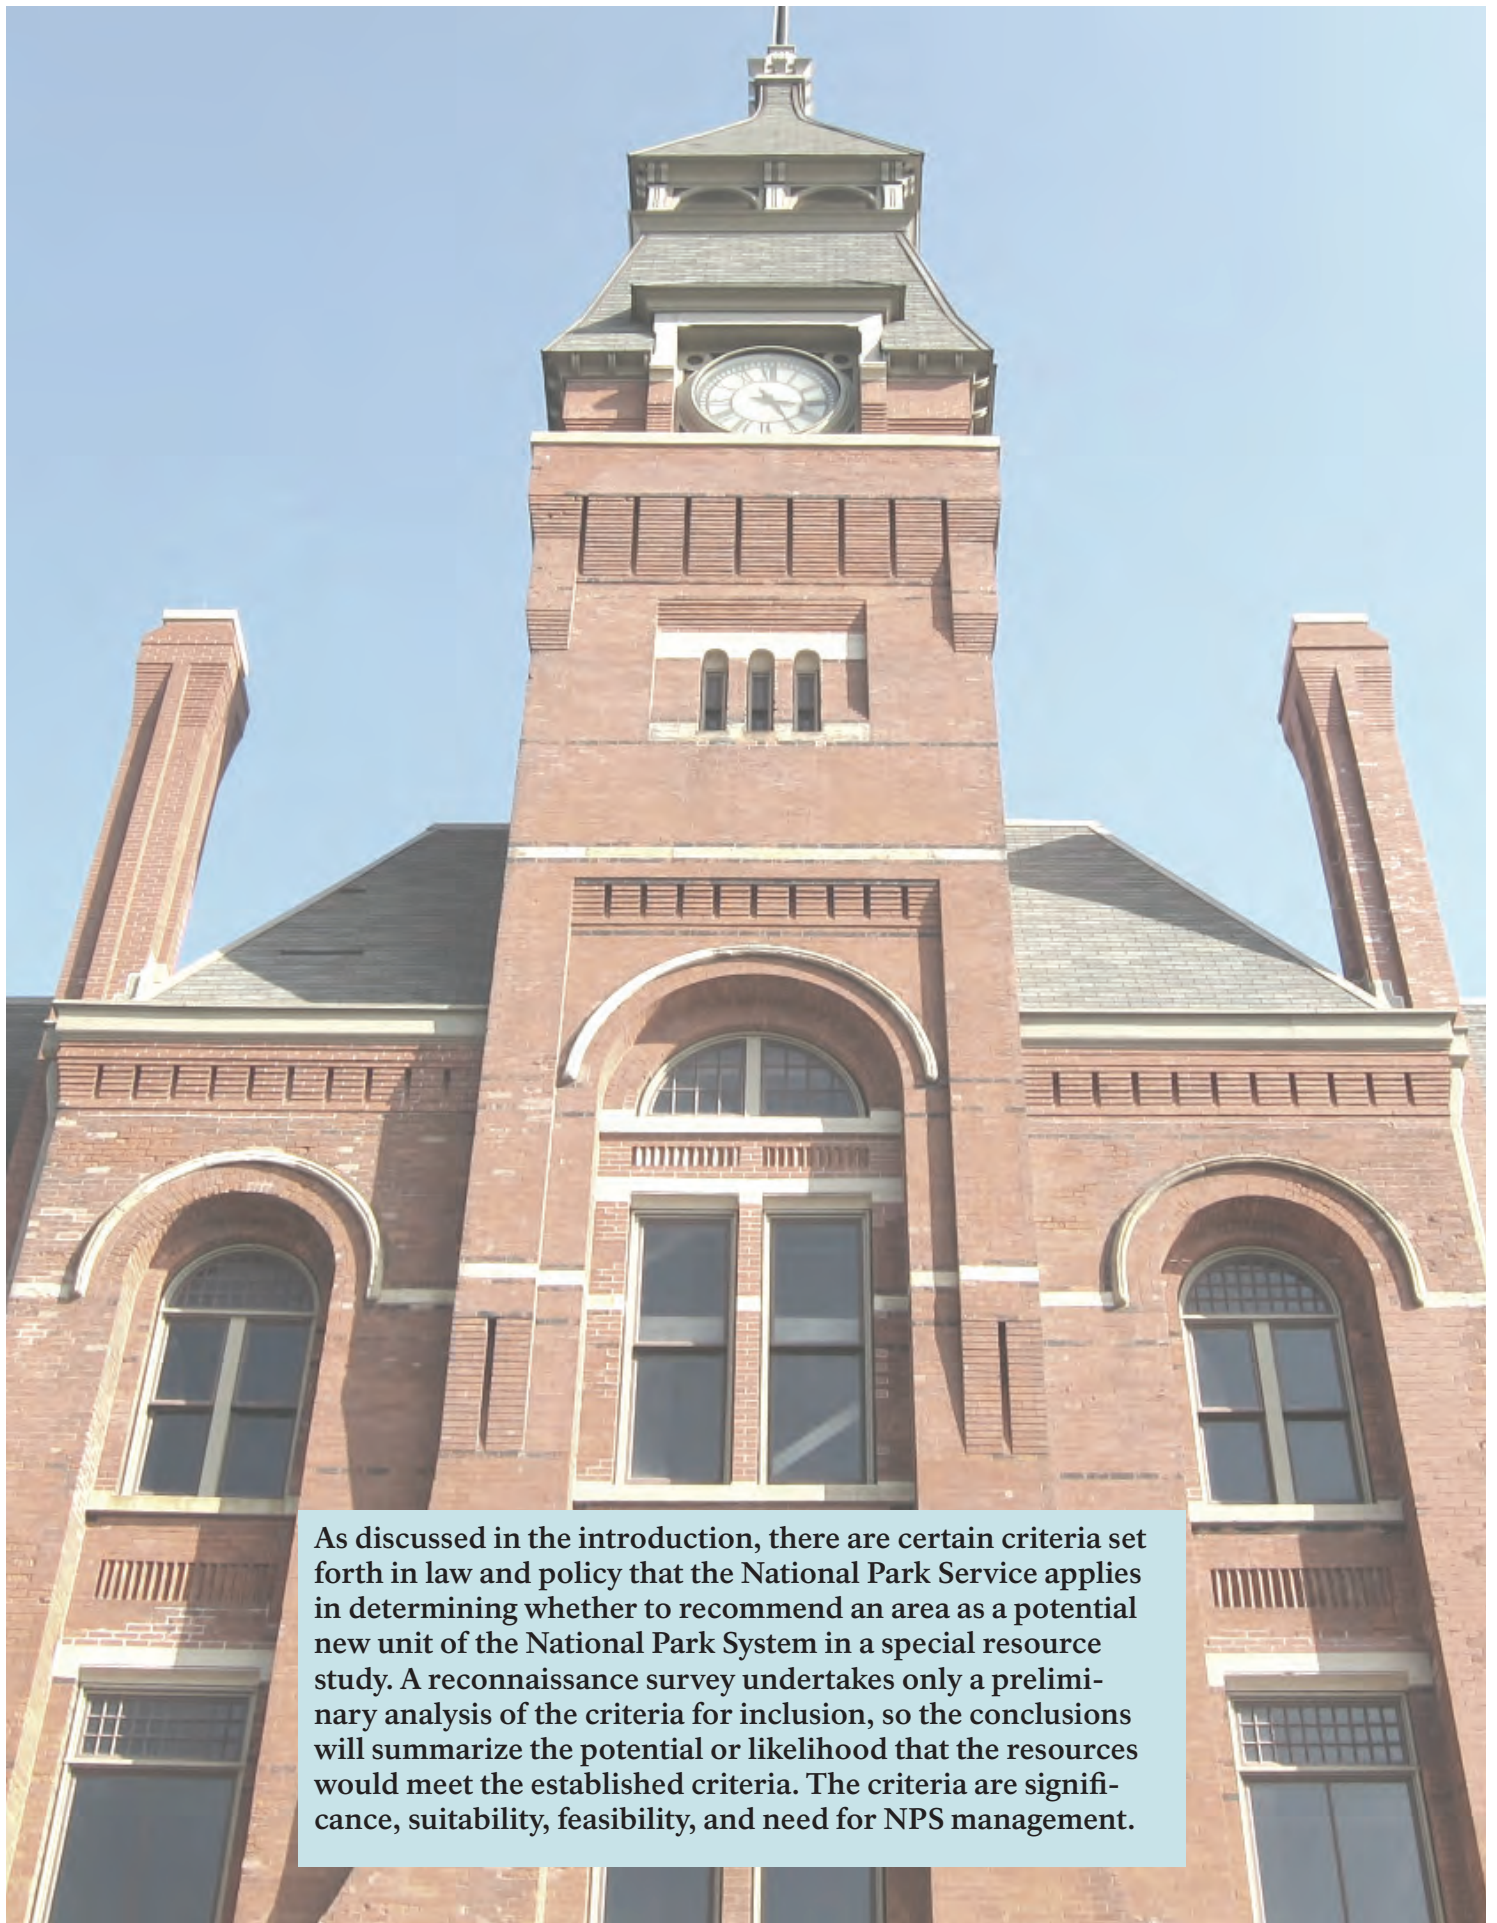 As discussed in the introduction, there are certain criteria set
forth in law and policy that the National Park Service applies
in determining whether to recommend an area as a potential
new unit of the National Park System in a special resource
study. A reconnaissance survey undertakes only a prelimi-
nary analysis of the criteria for inclusion, so the conclusions
will summarize the potential or likelihood that the resources
would meet the established criteria. The criteria are signifi-
cance, suitability, feasibility, and need for NPS management.